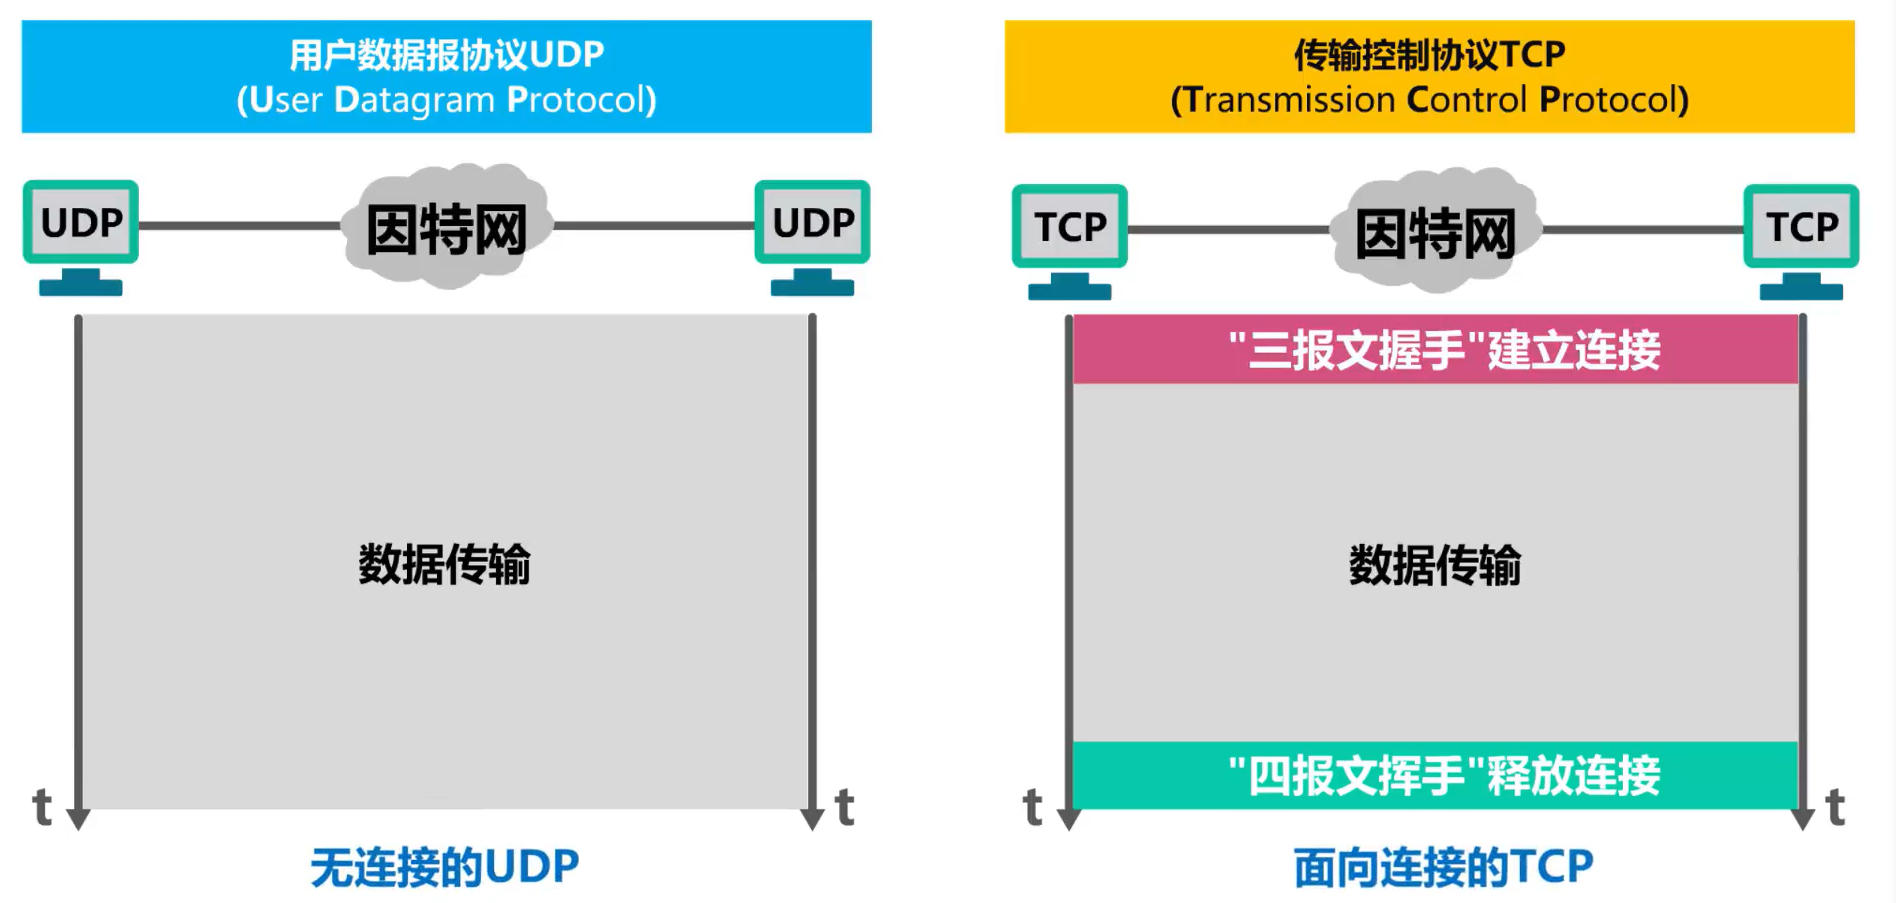 用户数据报协议UDP
(User Datagram Protocol)
UDP
因特网
UDP
数据传输
t
t
无连接的UDP
传输控制协议TCP
(Transmission Control Protocol)
TCP
因特网
TCP
"三报文握手"建立连接
数据传输
"四报文挥手"释放连接
t
t
面向连接的TCP